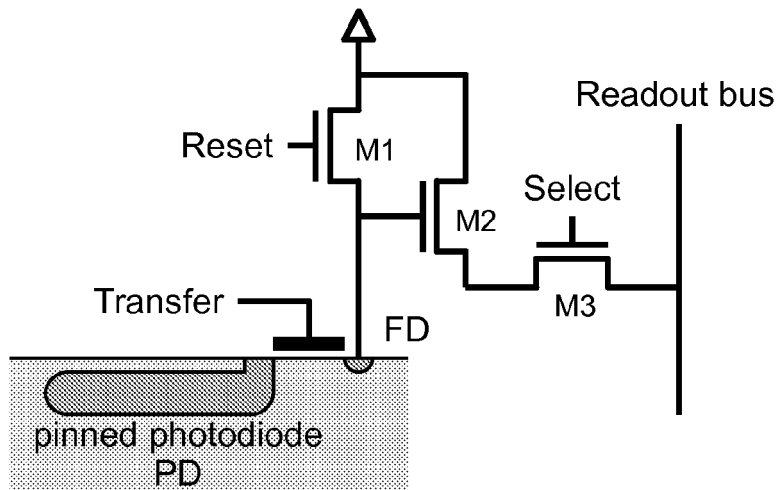 Readout bus
Reset
M1
Select
M2
Transfer
M3
FD
pinned photodiode
PD